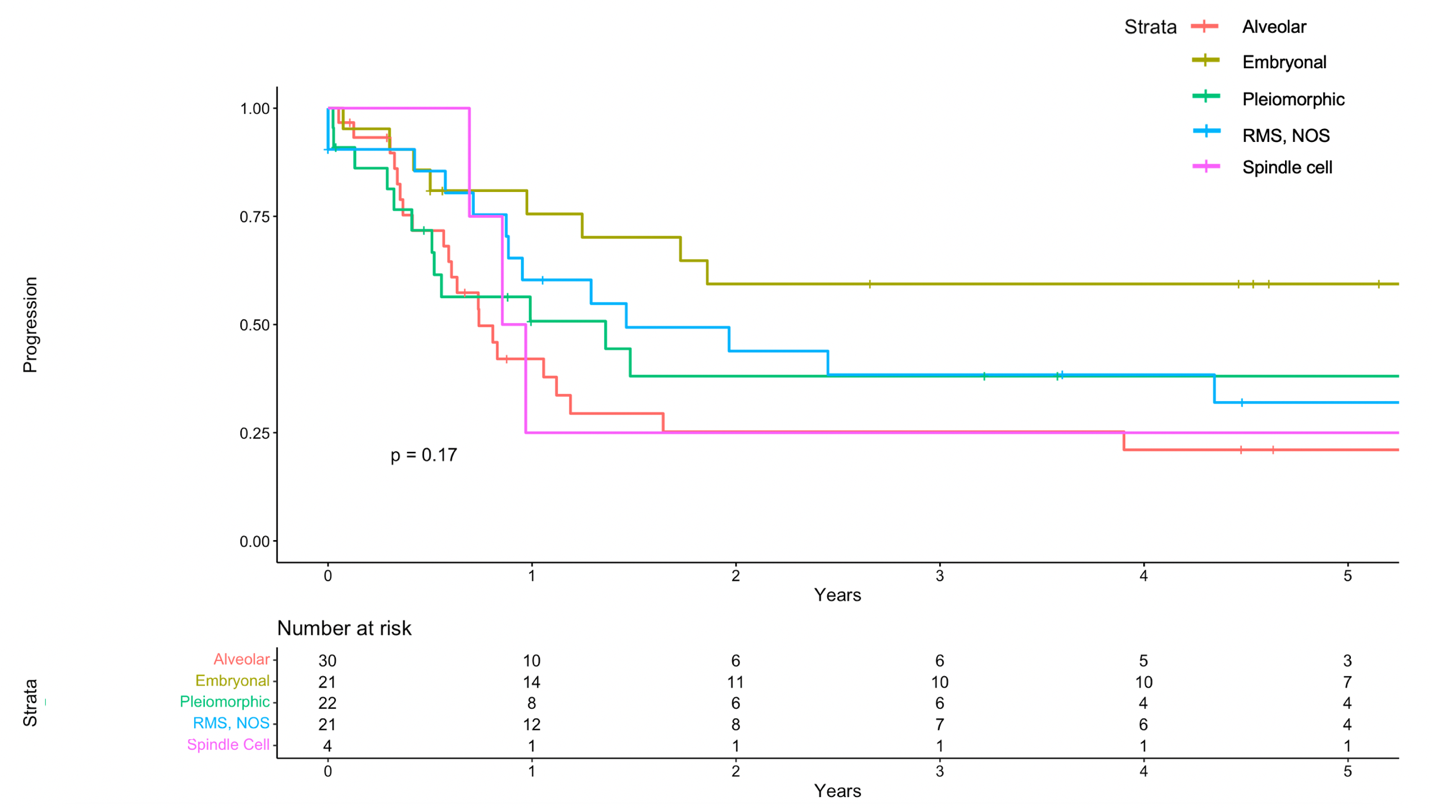 Strata
Alveolar
Embryonal
Pleiomorphic
RMS, NOS
Spindle cell
Progression
1.00
0.75
0.50
0.25
0.00
p = 0.17
0 1 2 3 4 5
Years
Number at risk
Strata
Alveolar 30 10 6 6 5 3
Embryonal 21 14 11 10 10 7
Pleiomorphic 22 8 6 6 4 4
RMS, NOS 21 12 8 7 6 4
Spindle Cell 4 1 1 1 1 1
0 1 2 3 4 5
Years